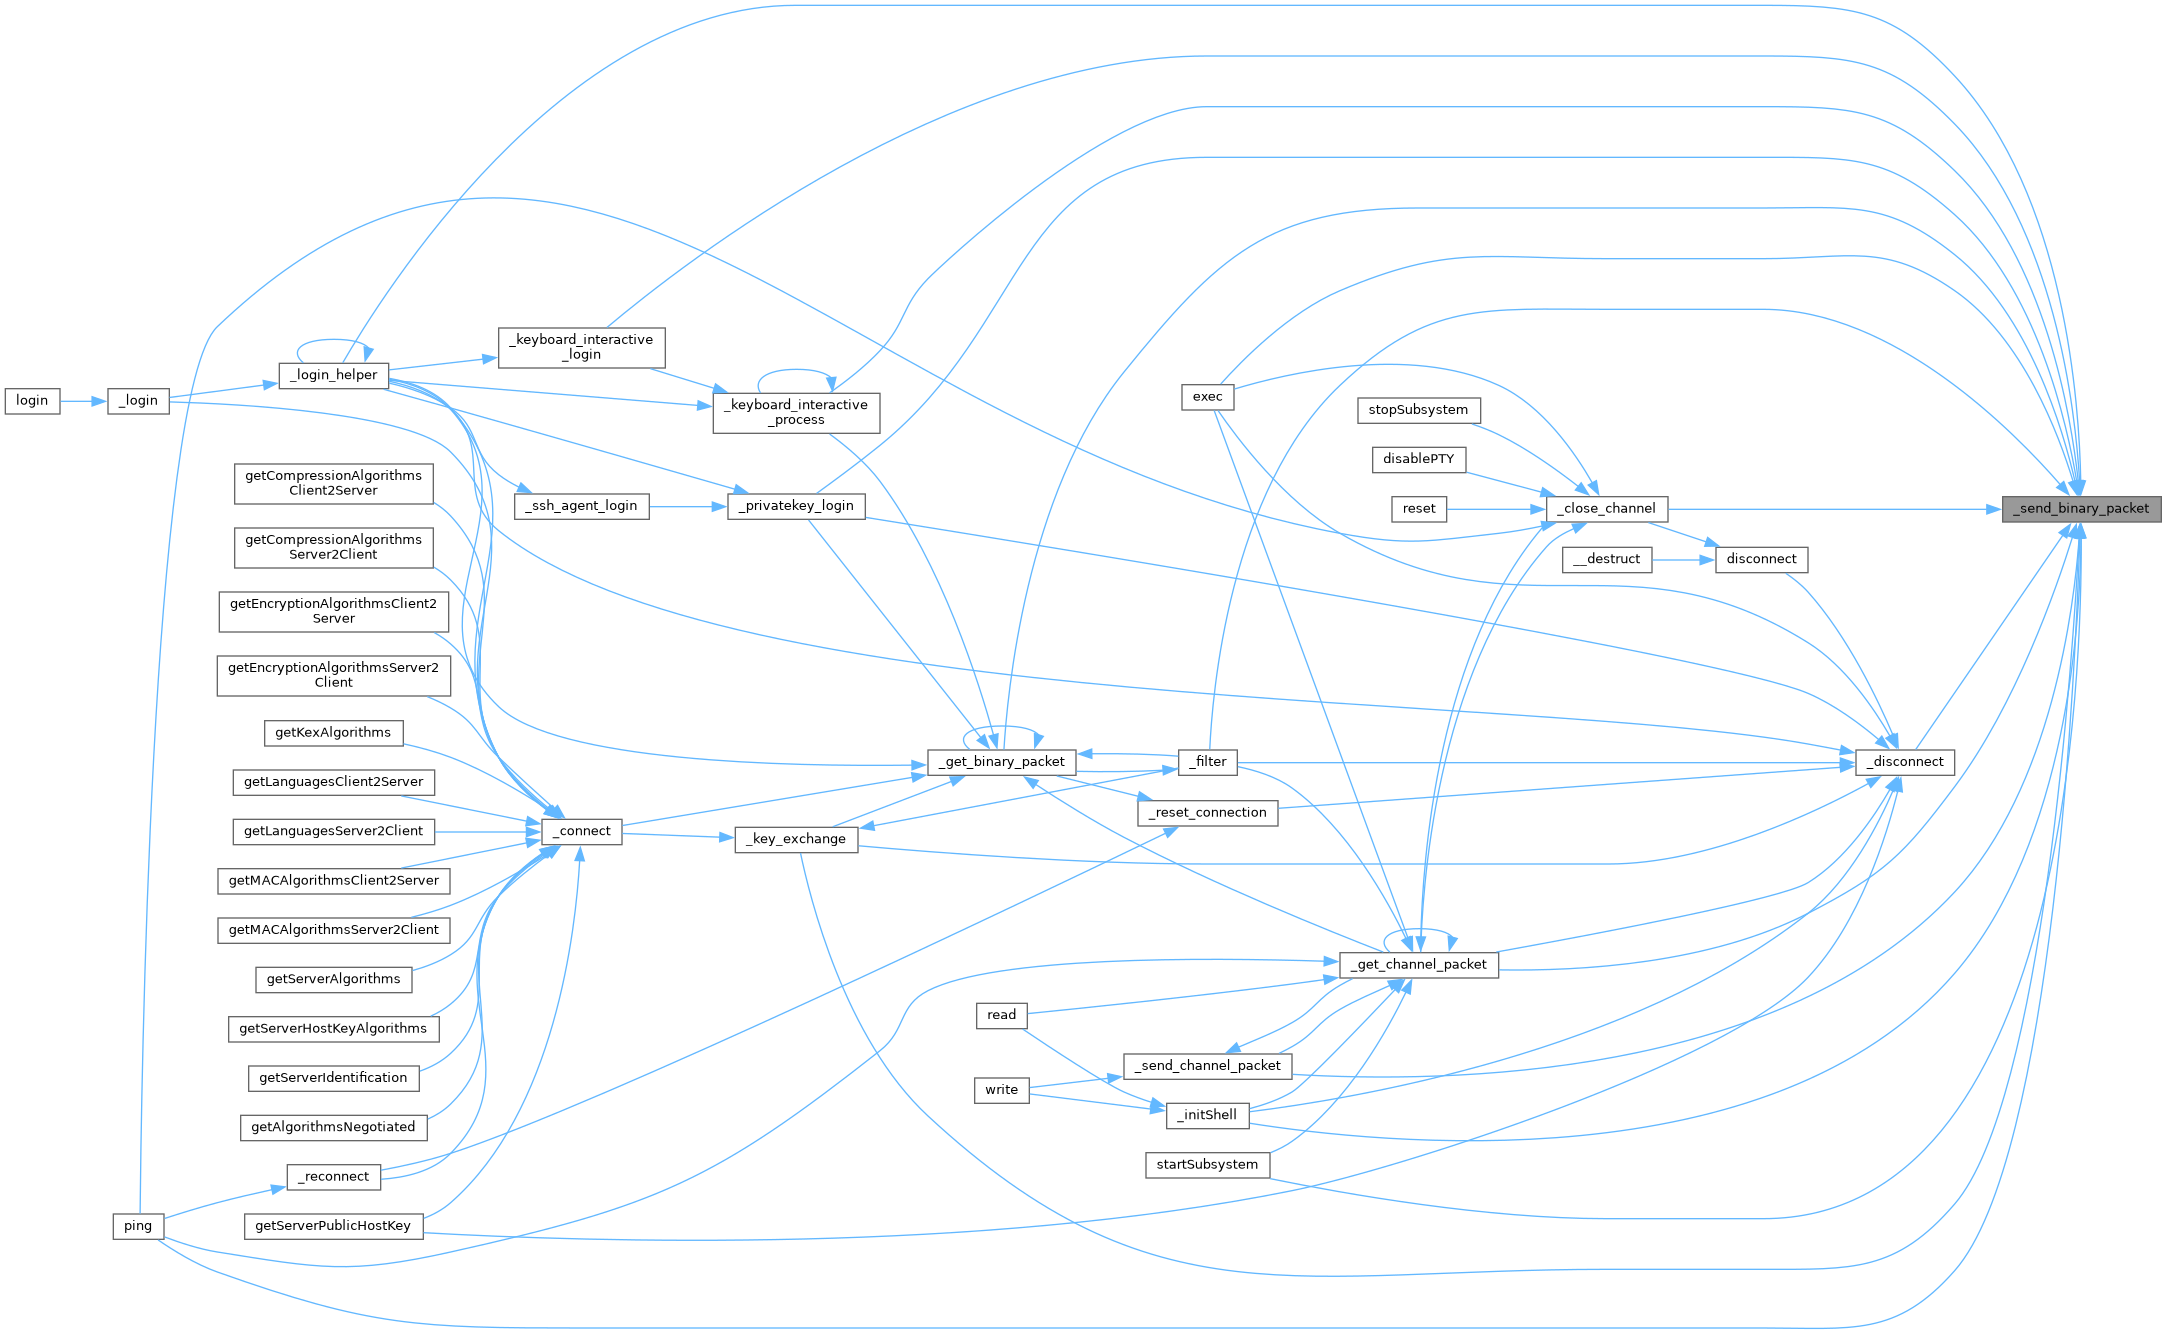 login
_login
_login_helper
_keyboard_interactive
_login
_keyboard_interactive
_process
_ssh_agent_login
_privatekey_login
getCompressionAlgorithms
Client2Server
getCompressionAlgorithms
Server2Client
getEncryptionAlgorithmsClient2
Server
getEncryptionAlgorithmsServer2
Client
getKexAlgorithms
getLanguagesClient2Server
getLanguagesServer2Client
getMACAlgorithmsClient2Server
getMACAlgorithmsServer2Client
getServerAlgorithms
getServerHostKeyAlgorithms
getServerIdentification
getAlgorithmsNegotiated
_reconnect
ping
getServerPublicHostKey
_connect
_key_exchange
_get_binary_packet
_filter
_reset_connection
exec
stopSubsystem
disablePTY
reset
_close_channel
__destruct
disconnect
_send_binary_packet
_disconnect
_get_channel_packet
read
_send_channel_packet
write
_initShell
startSubsystem